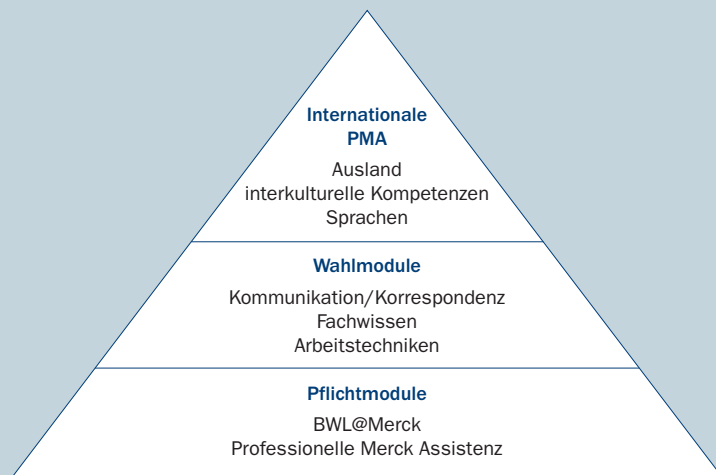 Internationale
PMA
Ausland
interkulturelle Kompetenzen
Sprachen
Wahlmodule
Kommunikation/Korrespondenz
Fachwissen
Arbeitstechniken
Pflichtmodule
BWL@Merck
Professionelle Merck Assistenz